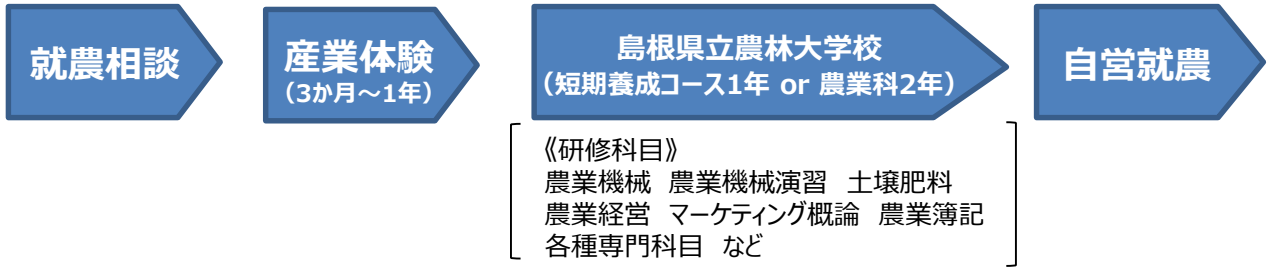 就農相談
産業体験
（3か月～1年）
島根県立農林大学校
（短期養成コース1年 or 農業科2年）
自営就農
《研修科目》
農業機械　農業機械演習　土壌肥料
農業経営　マーケティング概論　農業簿記
各種専門科目　など